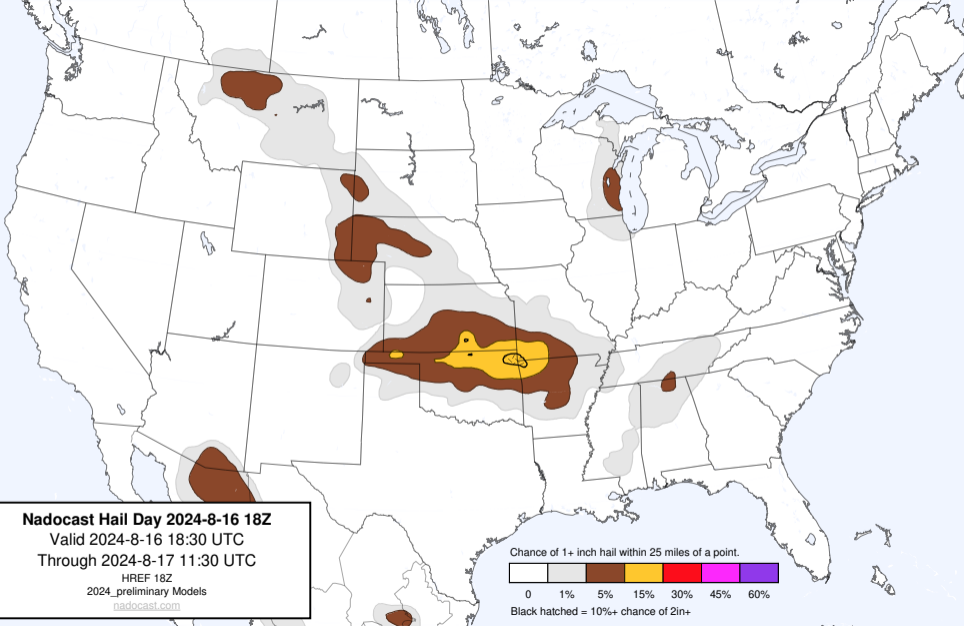 Nadocast Hail Day 2024-8-16 18Z
Valid 2024-8-16 18:30 UTC
Through 2024-8-17 11:30 UTC
HREF 18Z
2024_preliminary Models
nadocast.com
Chance of 1+ inch hail within 25 miles of a point.
0 1% 5% 15% 30% 45% 60%
Black hatched = 10%+ chance of 2in+